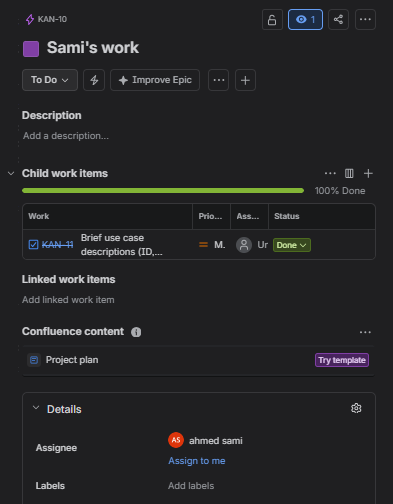 KAN-10
1
Sami's work
To Do
Improve Epic
Description
Add a description...
Child work items
100% Done
Work Prio... Ass... Status
KAN-11 Brief use case descriptions (ID,... M. Ur Done
Linked work items
Add linked work item
Confluence content
Project plan Try template
Details
Assignee AS ahmed sami
Assign to me
Labels Add labels